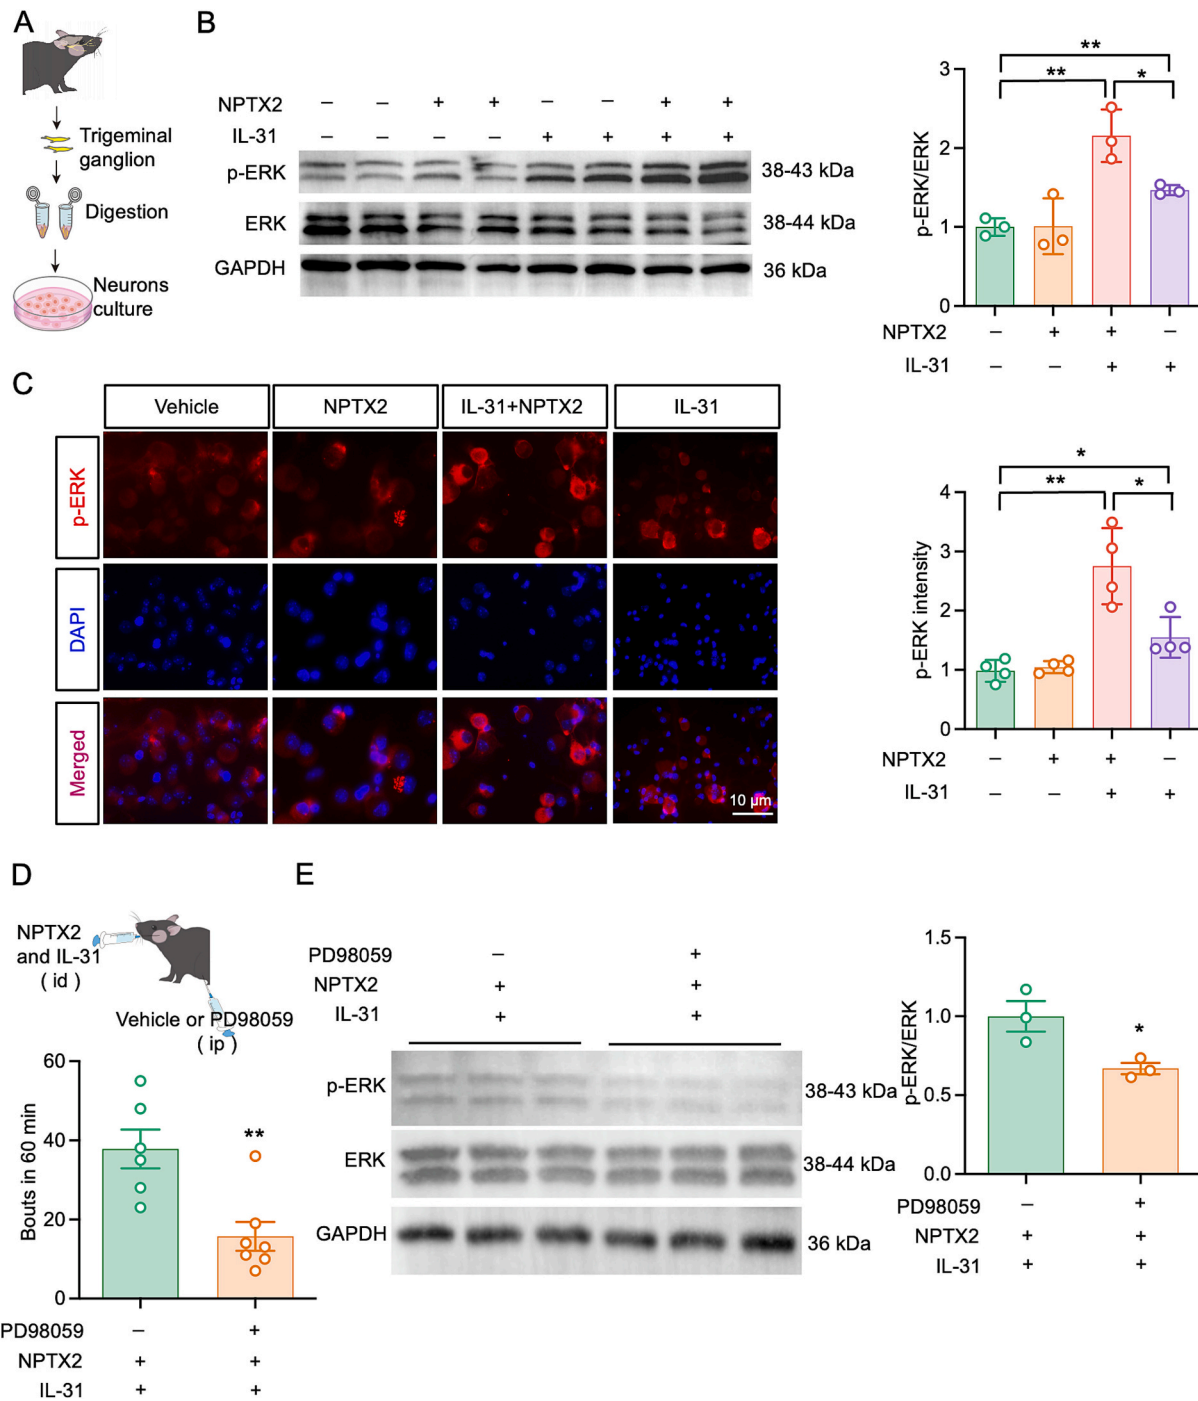 A
Trigeminal
ganglion
Digestion
Neurons
culture
B
NPTX2 – – + + – – + +
IL-31 – – – – + + + +
p-ERK 38-43 kDa
ERK 38-44 kDa
GAPDH 36 kDa
**
** *
3
2
1
0
p-ERK/ERK
NPTX2 – + + –
IL-31 – – + +
C
Vehicle NPTX2 IL-31+NPTX2 IL-31
p-ERK
DAPI
Merged
10 µm
*
** *
4
3
2
1
0
p-ERK intensity
NPTX2 – + + –
IL-31 – – + +
D
NPTX2
and IL-31
( id )
Vehicle or PD98059
( ip )
60
40
20
0
Bouts in 60 min
**
PD98059 – +
NPTX2 + +
IL-31 + +
E
PD98059 – +
NPTX2 + +
IL-31 + +
p-ERK 38-43 kDa
ERK 38-44 kDa
GAPDH 36 kDa
1.5
1.0
0.5
0.0
p-ERK/ERK
*
PD98059 – +
NPTX2 + +
IL-31 + +